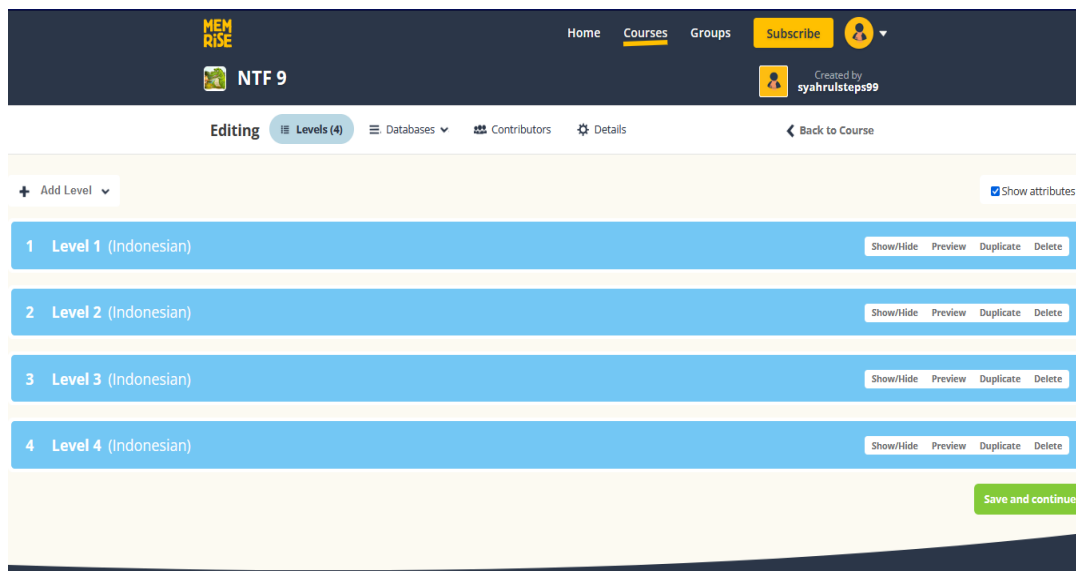 MEM
RiSE
Home Courses Groups Subscribe
NTF 9
Created by
syahrulsteps99
Editing Levels (4) Databases Contributors Details Back to Course
Add Level Show attributes
1 Level 1 (Indonesian) Show/Hide Preview Duplicate Delete
2 Level 2 (Indonesian) Show/Hide Preview Duplicate Delete
3 Level 3 (Indonesian) Show/Hide Preview Duplicate Delete
4 Level 4 (Indonesian) Show/Hide Preview Duplicate Delete
Save and continue